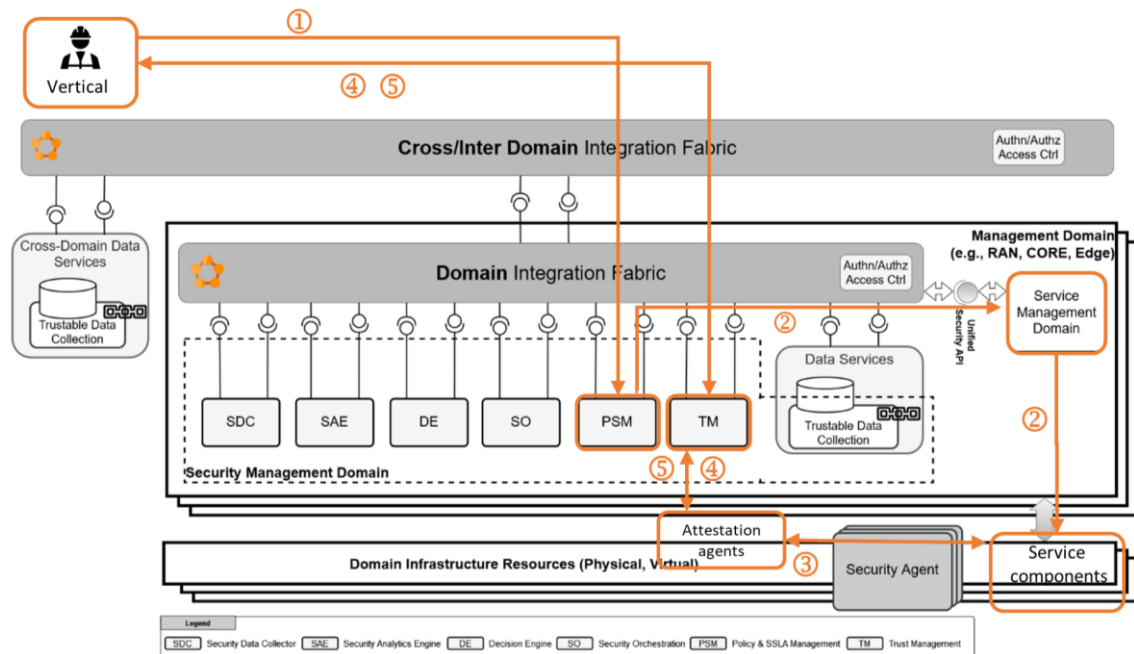 ①
Vertical
④ ⑤
Cross/Inter Domain Integration Fabric
Authn/Authz
Access Ctrl
Cross-Domain Data
Services
Trustable Data
Collection
Management Domain
(e.g., RAN, CORE, Edge)
Domain Integration Fabric
Authn/Authz
Access Ctrl
Unified
Security API
Service
Management
Domain
②
Data Services
Trustable Data
Collection
②
SDC
SAE
DE
SO
PSM
TM
Security Management Domain
⑤ ④
Attestation
agents
③
Domain Infrastructure Resources (Physical, Virtual)
Security Agent
Service
components
Legend
SDC Security Data Collector SAE Security Analytics Engine DE Decision Engine SO Security Orchestration PSM Policy & SSLA Management TM Trust Management